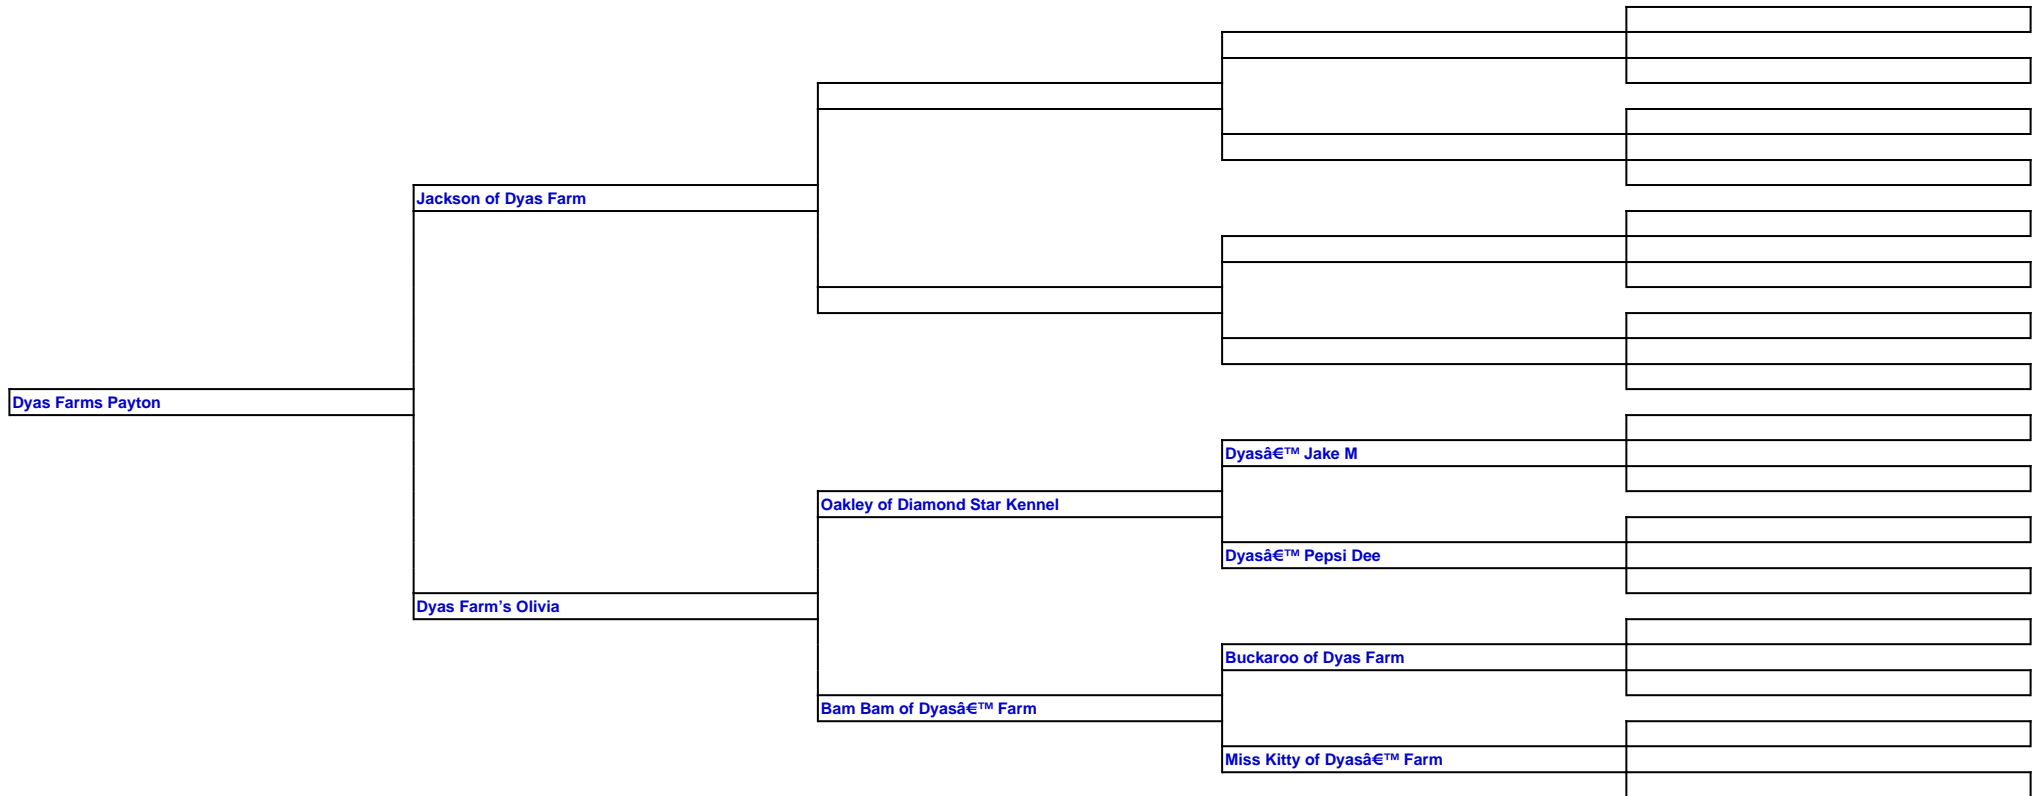 Jackson of Dyas Farm
Dyas Farms Payton
Dyasâ€™ Jake M
Oakley of Diamond Star Kennel
Dyasâ€™ Pepsi Dee
Dyas Farm’s Olivia
Buckaroo of Dyas Farm
Bam Bam of Dyasâ€™ Farm
Miss Kitty of Dyasâ€™ Farm